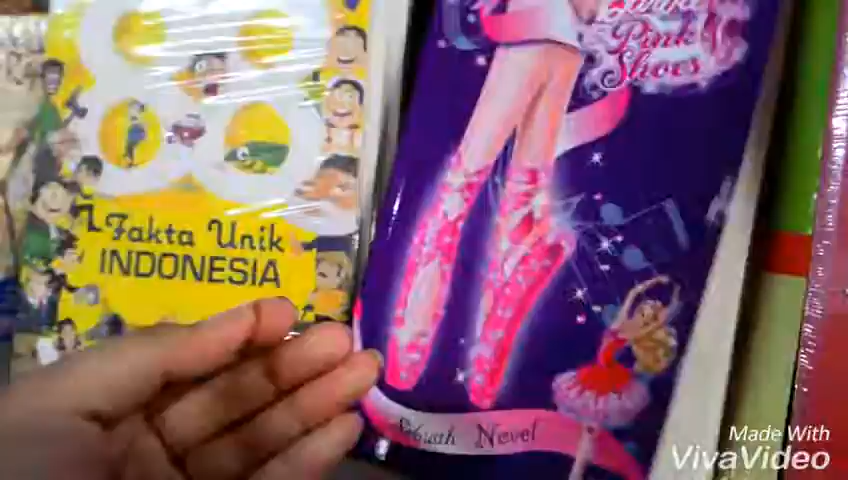 Fakta Unik
INDONESIA
Pink
Shoes
Novel
Made With
VivaVideo